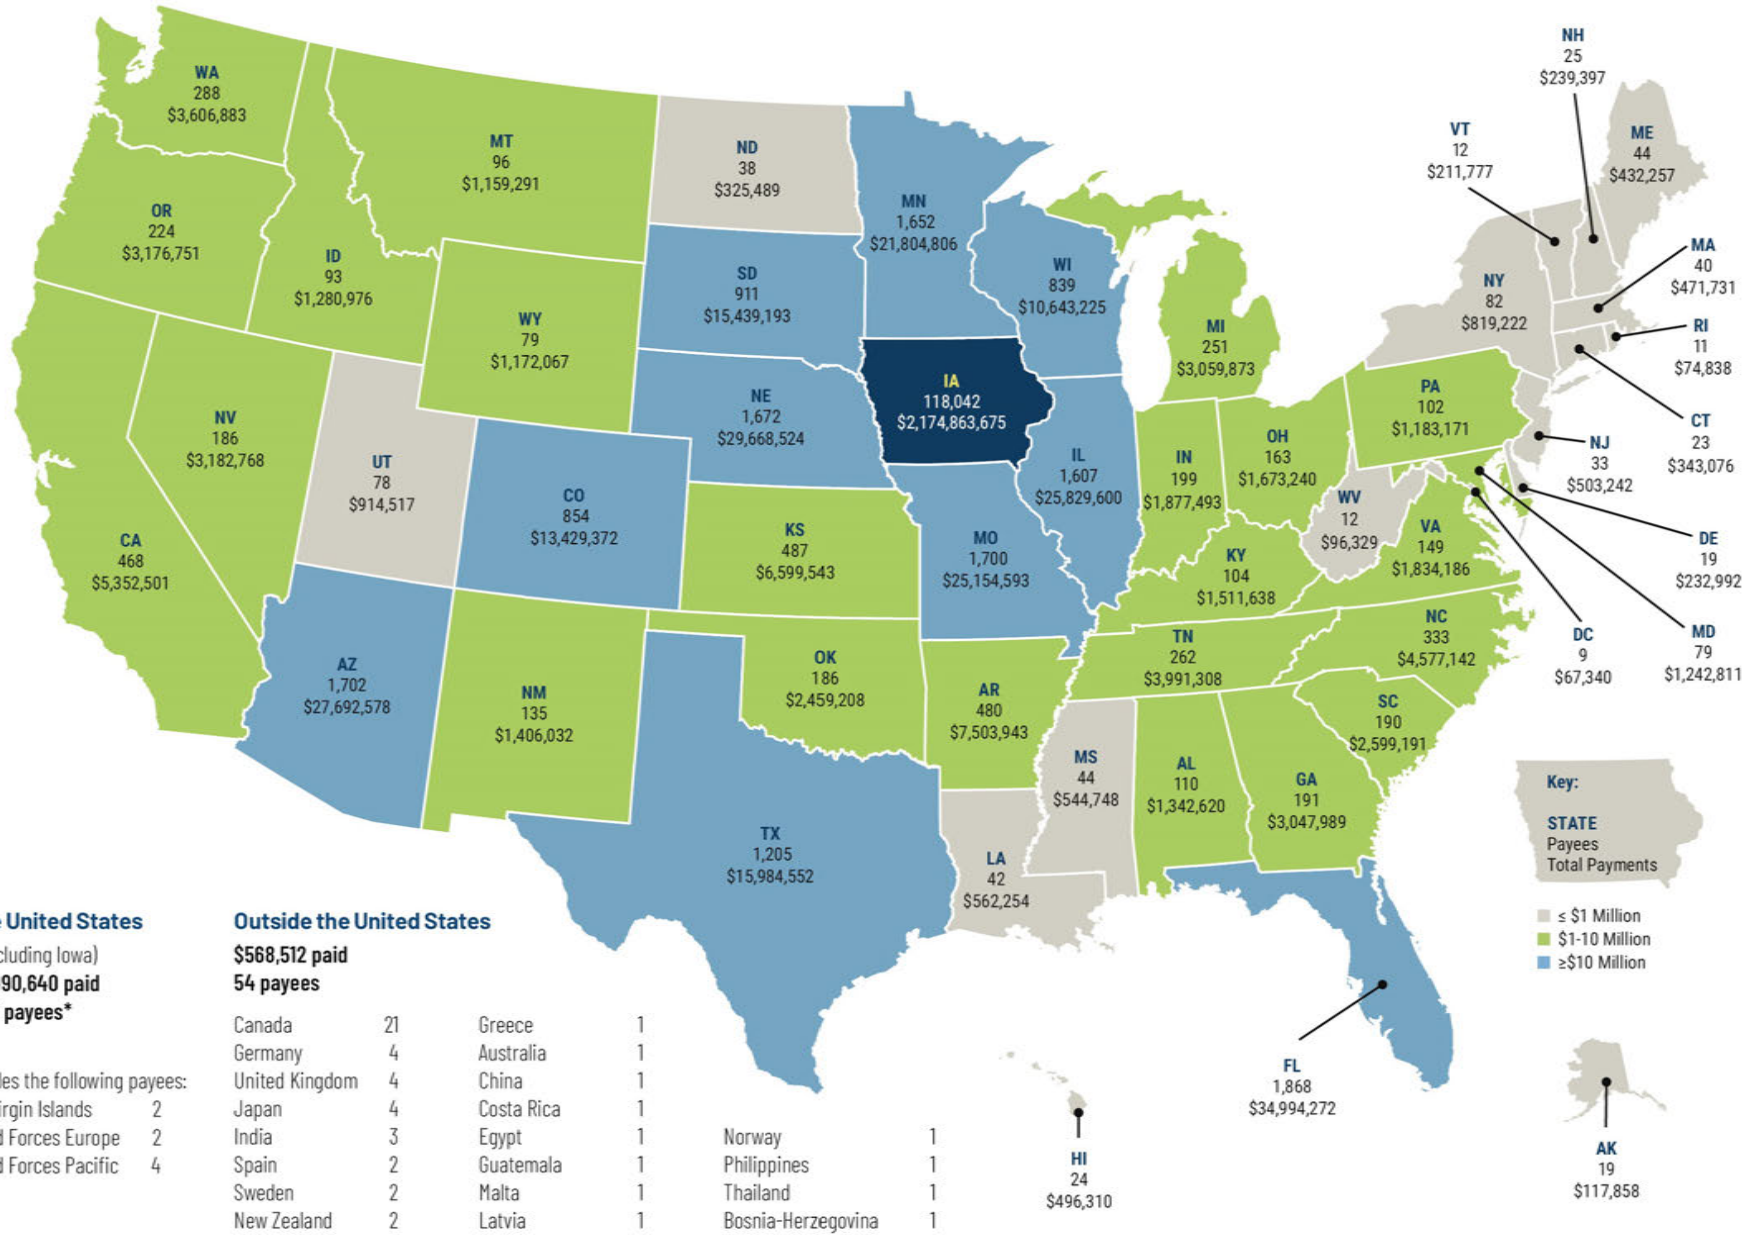 WA
288
$3,606,883
MT
96
$1,159,291
ND
38
$325,489
MN
1,652
$21,804,806
OR
224
$3,176,751
ID
93
$1,280,976
WY
79
$1,172,067
SD
911
$15,439,193
WI
839
$10,643,225
MI
251
$3,059,873
NH
25
$239,397
VT
12
$211,777
ME
44
$432,257
NY
82
$819,222
MA
40
$471,731
RI
11
$74,838
CT
23
$343,076
NJ
33
$503,242
DE
19
$232,992
MD
79
$1,242,811
DC
9
$67,340
NV
186
$3,182,768
UT
78
$914,517
CA
468
$5,352,501
CO
854
$13,429,372
NE
1,672
$29,668,524
IA
118,042
$2,174,863,675
IL
1,607
$25,829,600
IN
199
$1,877,493
OH
163
$1,673,240
PA
102
$1,183,171
WV
12
$96,329
VA
149
$1,834,186
KS
487
$6,599,543
MO
1,700
$25,154,593
KY
104
$1,511,638
NC
333
$4,577,142
TN
262
$3,991,308
SC
190
$2,599,191
AZ
1,702
$27,692,578
NM
135
$1,406,032
OK
186
$2,459,208
AR
480
$7,503,943
MS
44
$544,748
AL
110
$1,342,620
GA
191
$3,047,989
TX
1,205
$15,984,552
LA
42
$562,254
FL
1,868
$34,994,272
HI
24
$496,310
AK
19
$117,858
Key:
STATE
Payees
Total Payments
≤ $1 Million
$1-10 Million
≥$10 Million
United States
Iowa)
90,640 paid
payees*
the following payees:
Islands 2
Forces Europe 2
Forces Pacific 4
Outside the United States
$568,512 paid
54 payees
Canada 21
Germany 4
United Kingdom 4
Japan 4
India 3
Spain 2
Sweden 2
New Zealand 2
Greece 1
Australia 1
China 1
Costa Rica 1
Egypt 1
Guatemala 1
Malta 1
Latvia 1
Norway 1
Philippines 1
Thailand 1
Bosnia-Herzegovina 1